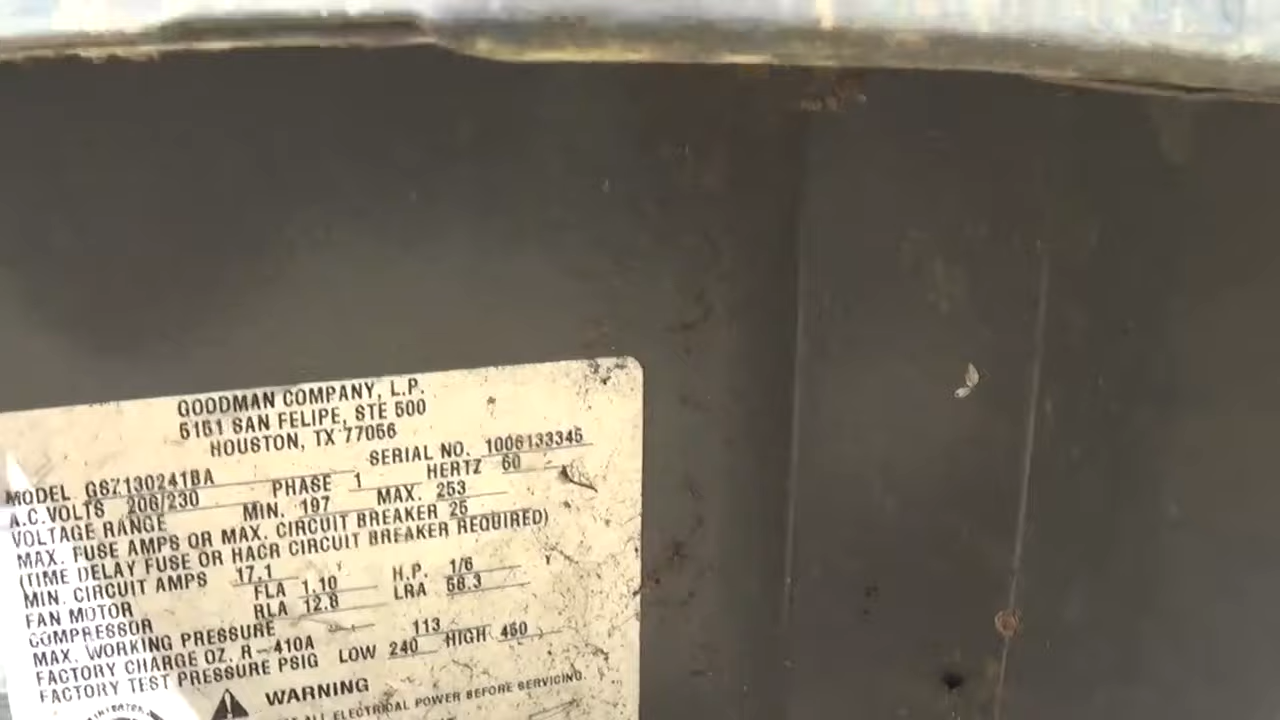 GOODMAN COMPANY, L.P.
5151 SAN FELIPE, STE 500
HOUSTON, TX 77056
SERIAL NO. 1006133345
MODEL GSZ130241BA
PHASE 1 HERTZ 60
A.C.VOLTS 208/230
VOLTAGE RANGE MIN. 197 MAX. 253
MAX. FUSE AMPS OR MAX. CIRCUIT BREAKER 25
(TIME DELAY FUSE OR HACR CIRCUIT BREAKER REQUIRED)
MIN. CIRCUIT AMPS 17.1
FAN MOTOR FLA 1.10 H.P. 1/6
COMPRESSOR RLA 12.8 LRA 58.3
MAX. WORKING PRESSURE
FACTORY CHARGE OZ. R-410A 113
FACTORY TEST PRESSURE PSIG LOW 240 HIGH 450
WARNING
ALL ELECTRICAL POWER BEFORE SERVICING.